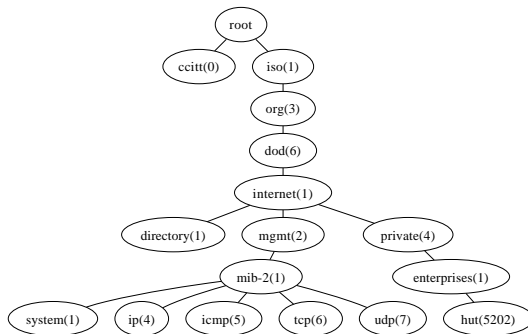 root
ccitt(0) iso(1)
org(3)
dod(6)
internet(1)
directory(1) mgmt(2) private(4)
mib-2(1) enterprises(1)
system(1) ip(4) icmp(5) tcp(6) udp(7) hut(5202)